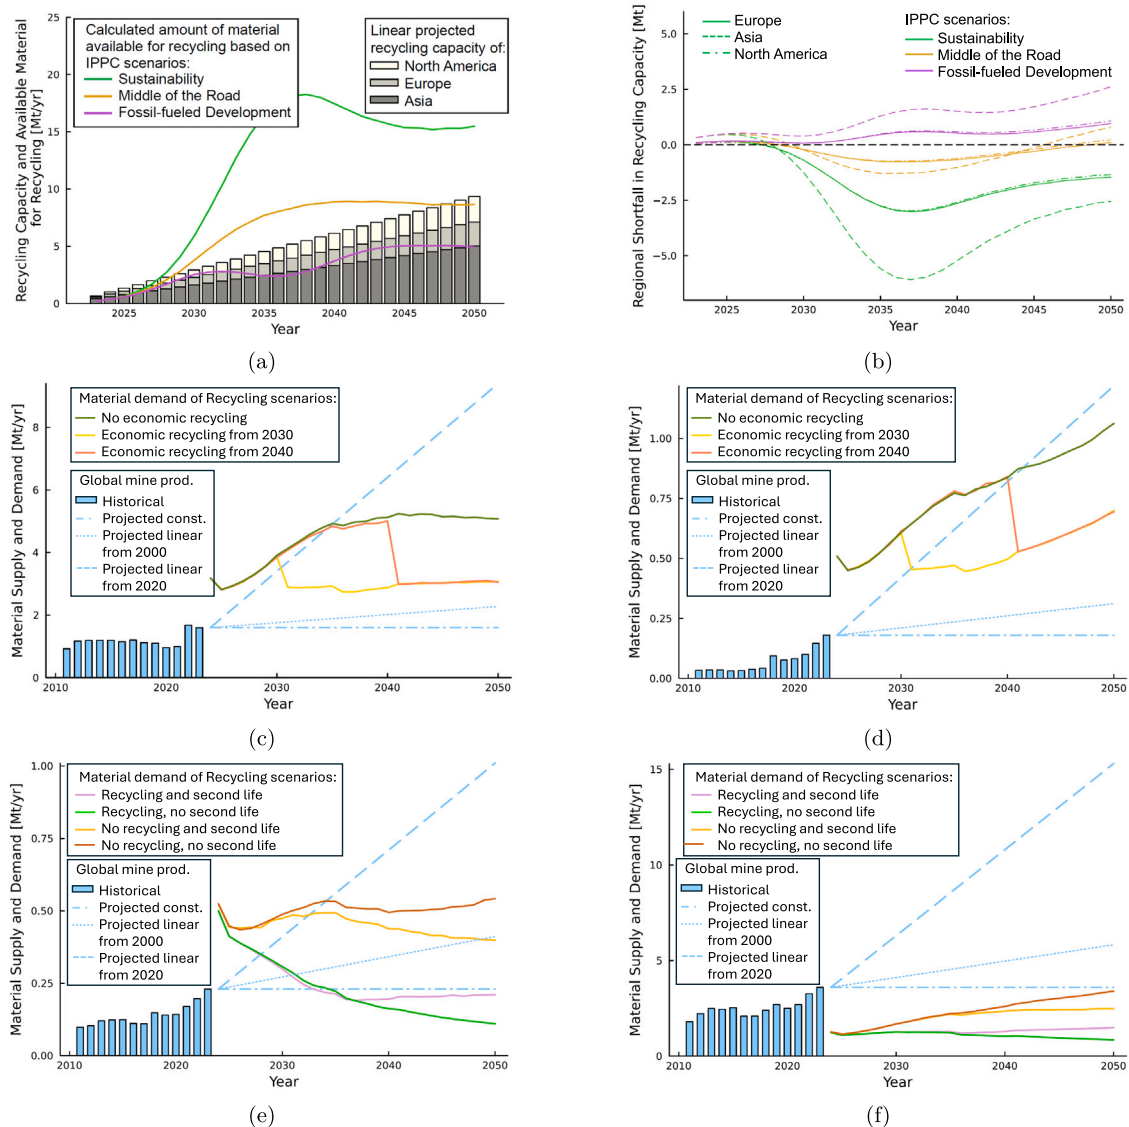 Recycling Capacity and Available Material
for Recycling [Mt/yr]
25
20
15
10
5
0
Calculated amount of material
available for recycling based on
IPPC scenarios:
Sustainability
Middle of the Road
Fossil-fueled Development
Linear projected
recycling capacity of:
North America
Europe
Asia
2025
2030
2035
2040
2045
2050
Year
(a)
Regional Shortfall in Recycling Capacity [Mt]
5.0
2.5
0.0
−2.5
−5.0
Europe
Asia
North America
IPPC scenarios:
Sustainability
Middle of the Road
Fossil-fueled Development
2025
2030
2035
2040
2045
2050
Year
(b)
Material Supply and Demand [Mt/yr]
8
6
4
2
0
Material demand of Recycling scenarios:
No economic recycling
Economic recycling from 2030
Economic recycling from 2040
Global mine prod.
Historical
Projected const.
Projected linear
from 2000
Projected linear
from 2020
2010
2020
2030
2040
2050
Year
(c)
Material Supply and Demand [Mt/yr]
1.00
0.75
0.50
0.25
0.00
Material demand of Recycling scenarios:
No economic recycling
Economic recycling from 2030
Economic recycling from 2040
Global mine prod.
Historical
Projected const.
Projected linear
from 2000
Projected linear
from 2020
2010
2020
2030
2040
2050
Year
(d)
Material Supply and Demand [Mt/yr]
1.00
0.75
0.50
0.25
0.00
Material demand of Recycling scenarios:
Recycling and second life
Recycling, no second life
No recycling and second life
No recycling, no second life
Global mine prod.
Historical
Projected const.
Projected linear
from 2000
Projected linear
from 2020
2010
2020
2030
2040
2050
Year
(e)
Material Supply and Demand [Mt/yr]
15
10
5
0
Material demand of Recycling scenarios:
Recycling and second life
Recycling, no second life
No recycling and second life
No recycling, no second life
Global mine prod.
Historical
Projected const.
Projected linear
from 2000
Projected linear
from 2020
2010
2020
2030
2040
2050
Year
(f)